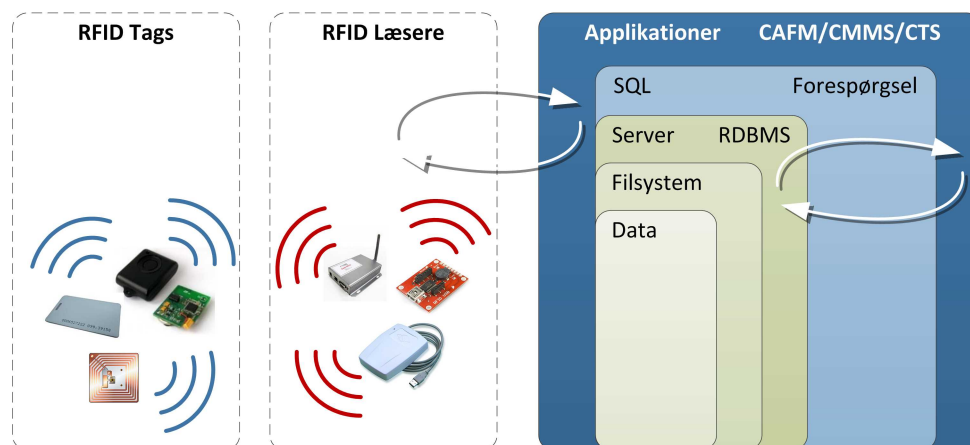 RFID Tags
RFID Læsere
Applikationer CAFM/CMMS/CTS
SQL Forespørgsel
Server RDBMS
Filsystem
Data